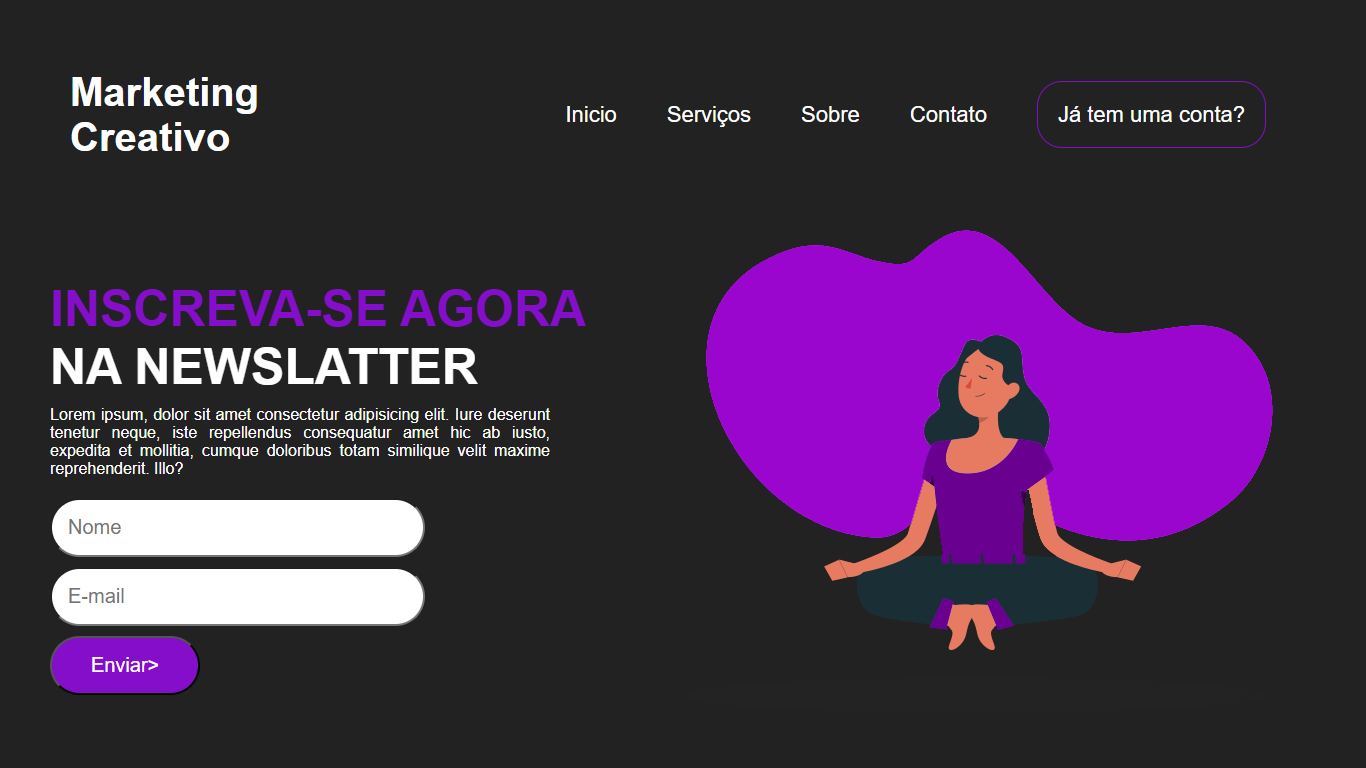 Marketing
Creativo
Inicio Serviços Sobre Contato Já tem uma conta?
INSCREVA-SE AGORA
NA NEWSLATTER
Lorem ipsum, dolor sit amet consectetur adipisicing elit. Iure deserunt
tenetur neque, iste repellendus consequatur amet hic ab iusto,
expedita et mollitia, cumque doloribus totam similique velit maxime
reprehenderit. Illo?
Nome
E-mail
Enviar>